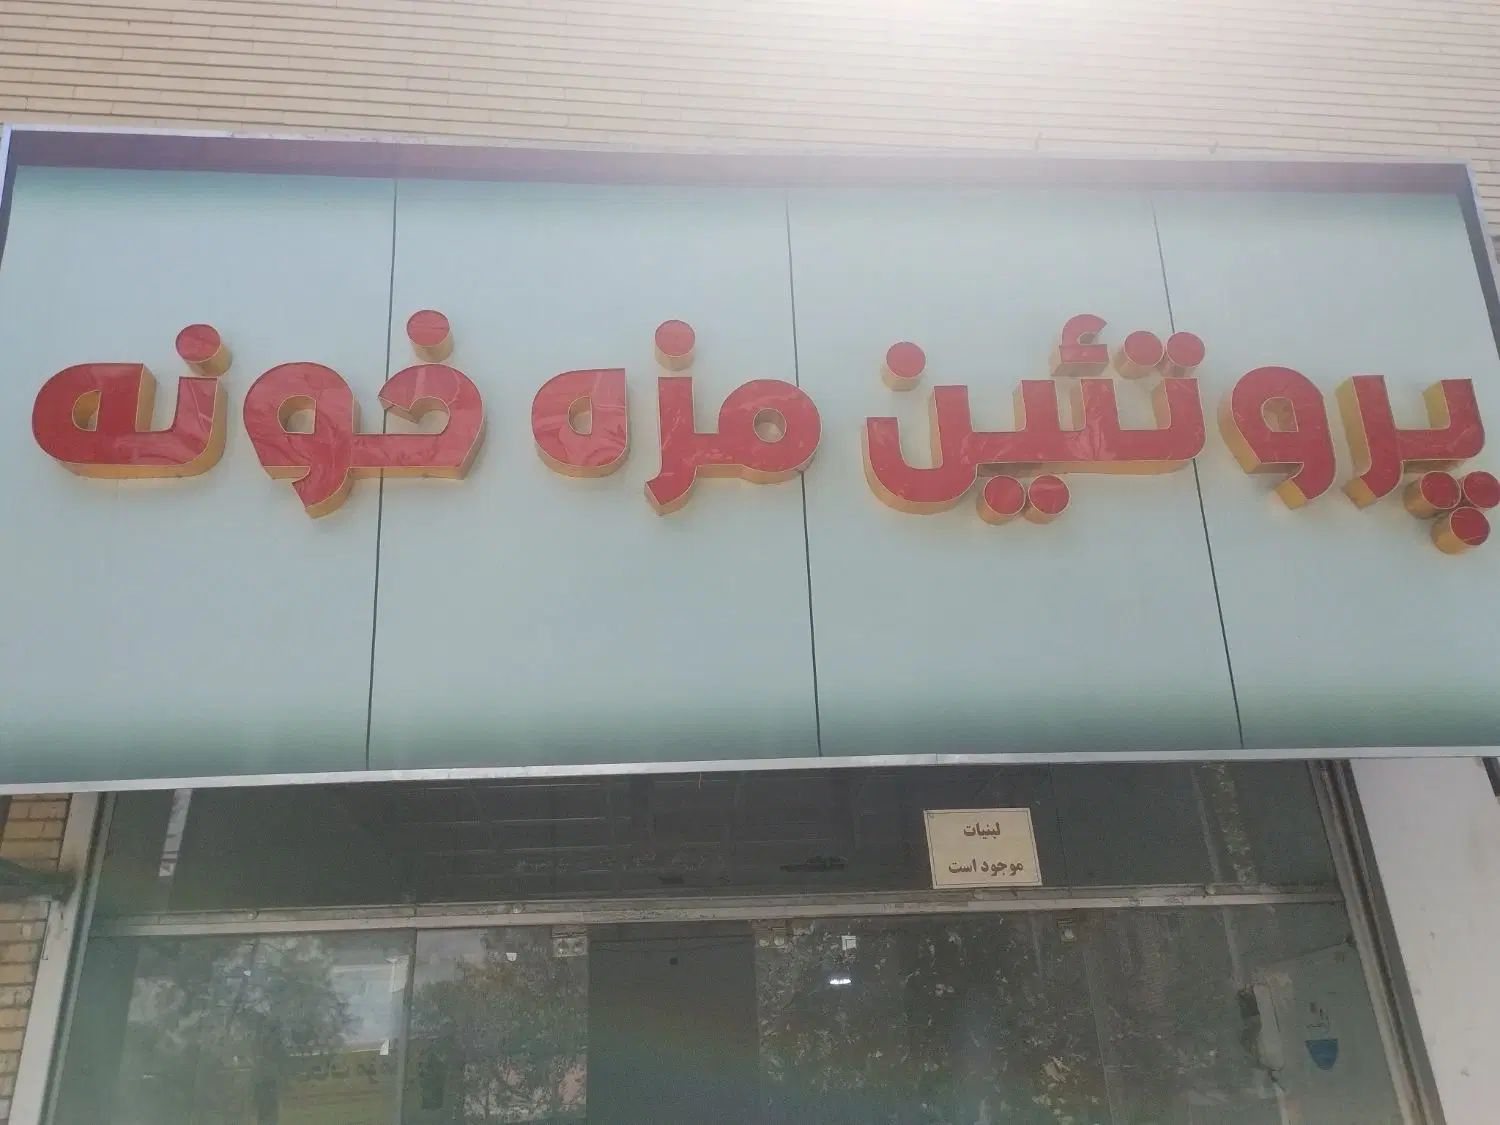 پروتئین مزه خونه
لبنیات
موجود است